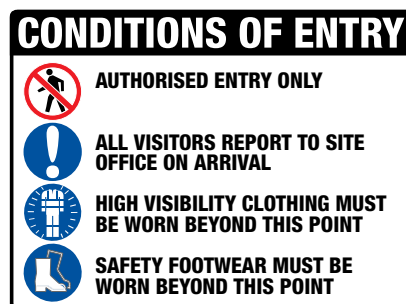 CONDITIONS OF ENTRY
AUTHORISED ENTRY ONLY
ALL VISITORS REPORT TO SITE
OFFICE ON ARRIVAL
HIGH VISIBILITY CLOTHING MUST
BE WORN BEYOND THIS POINT
SAFETY FOOTWEAR MUST BE
WORN BEYOND THIS POINT